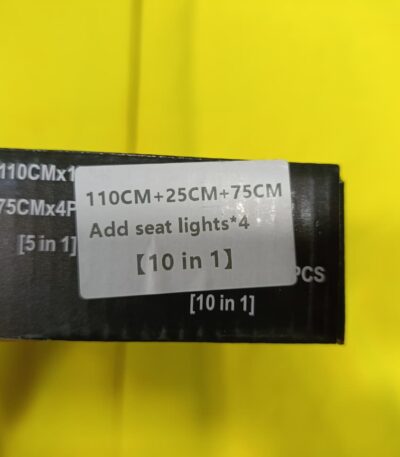 110CMx1
75CMx4P
[5 in 1]
110CM+25CM+75CM
Add seat lights*4
【10 in 1】
PCS
[10 in 1]